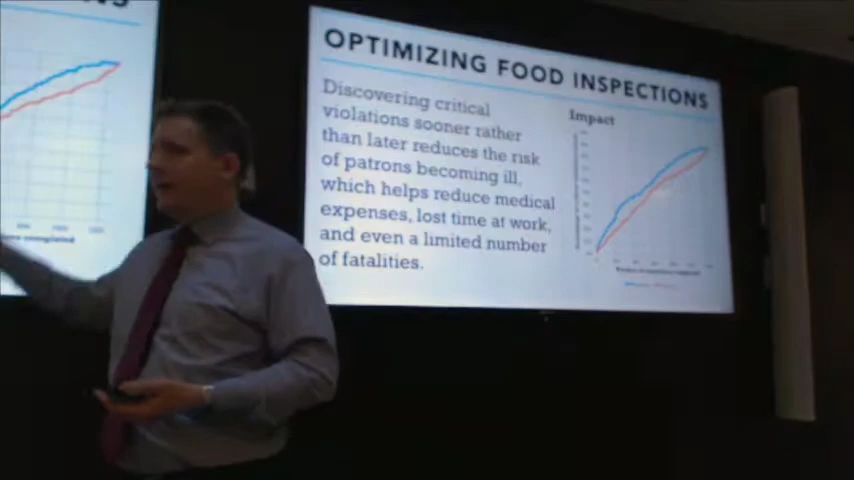 OPTIMIZING FOOD INSPECTIONS
Discovering critical
violations sooner rather
than later reduces the risk
of patrons becoming ill,
which helps reduce medical
expenses, lost time at work,
and even a limited number
of fatalities.
Impact
completed